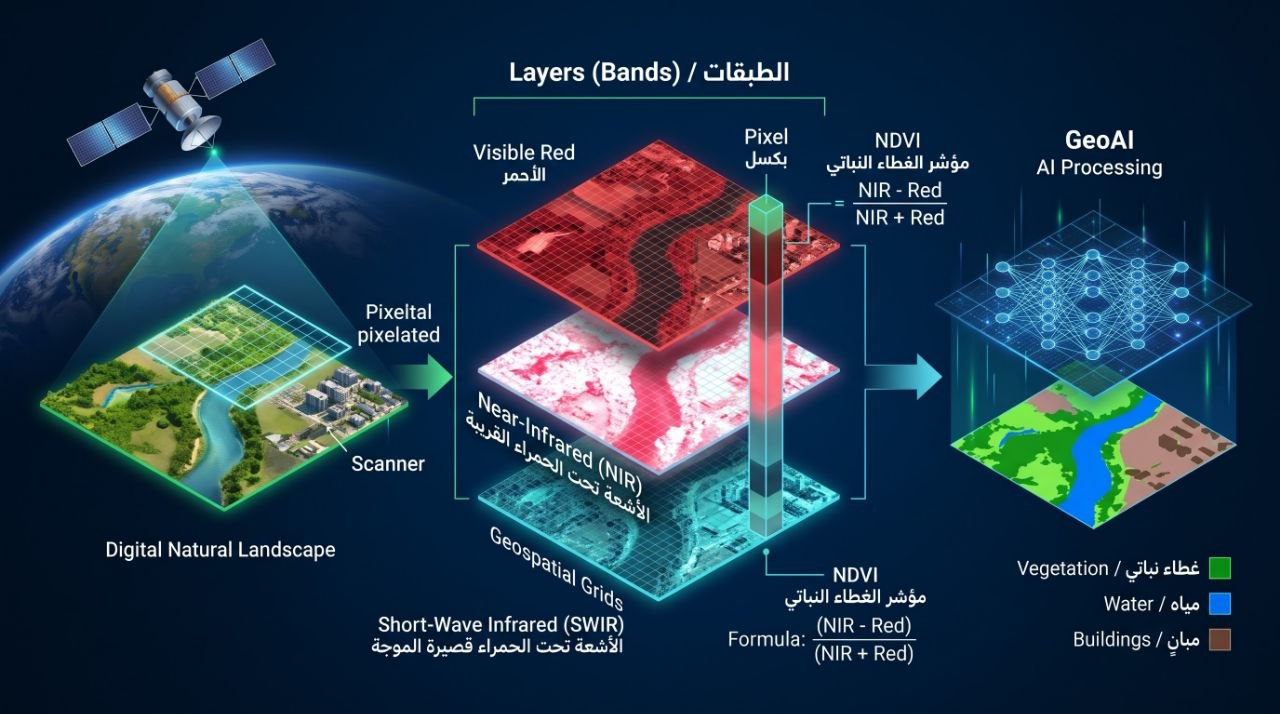 Layers (Bands) / الطبقات
Visible Red
الأحمر
Pixel
بكسل
NDVI
مؤشر الغطاء النباتي
= NIR - Red
NIR + Red
GeoAI
AI Processing
Pixeltal
pixelated
Scanner
Digital Natural Landscape
Near-Infrared (NIR)
الأشعة تحت الحمراء القريبة
Geospatial Grids
Short-Wave Infrared (SWIR)
الأشعة تحت الحمراء قصيرة الموجة
NDVI
مؤشر الغطاء النباتي
Formula: (NIR - Red)
(NIR + Red)
Vegetation / غطاء نباتي
Water / مياه
Buildings / مبانٍ